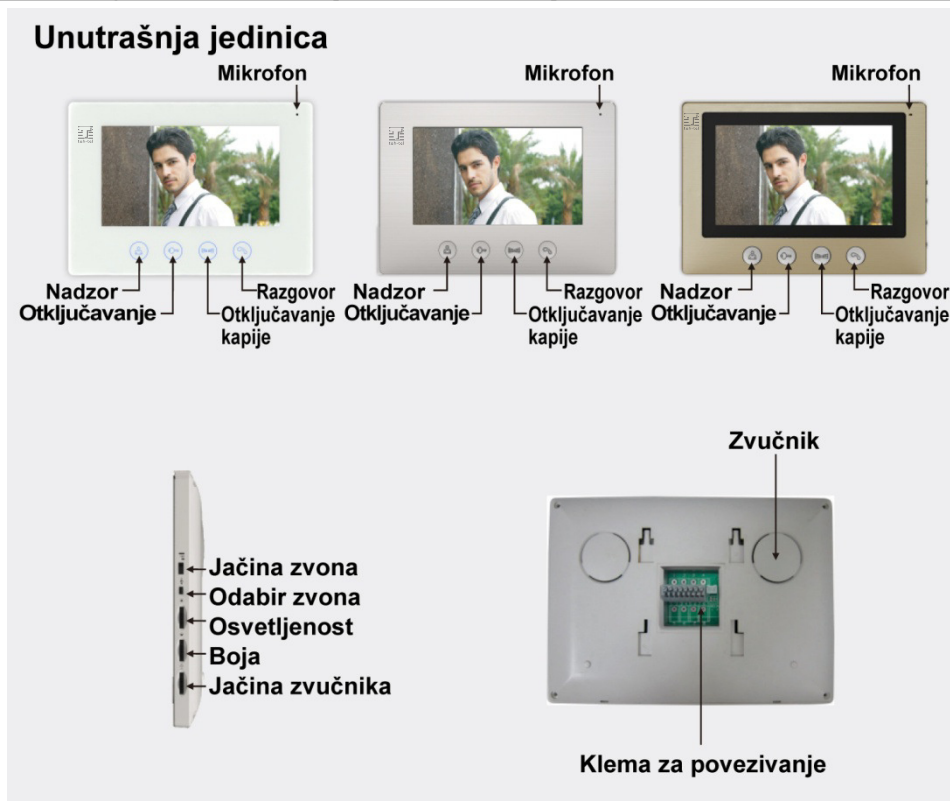 Unutrašnja jedinica
Mikrofon
Mikrofon
Mikrofon
Nadzor
Otključavanje
Razgovor
Otključavanje
kapije
Nadzor
Otključavanje
Razgovor
Otključavanje
kapije
Nadzor
Otključavanje
Razgovor
Otključavanje
kapije
Zvučnik
Jačina zvona
Odabir zvona
Osvetljenost
Boja
Jačina zvučnika
Klema za povezivanje